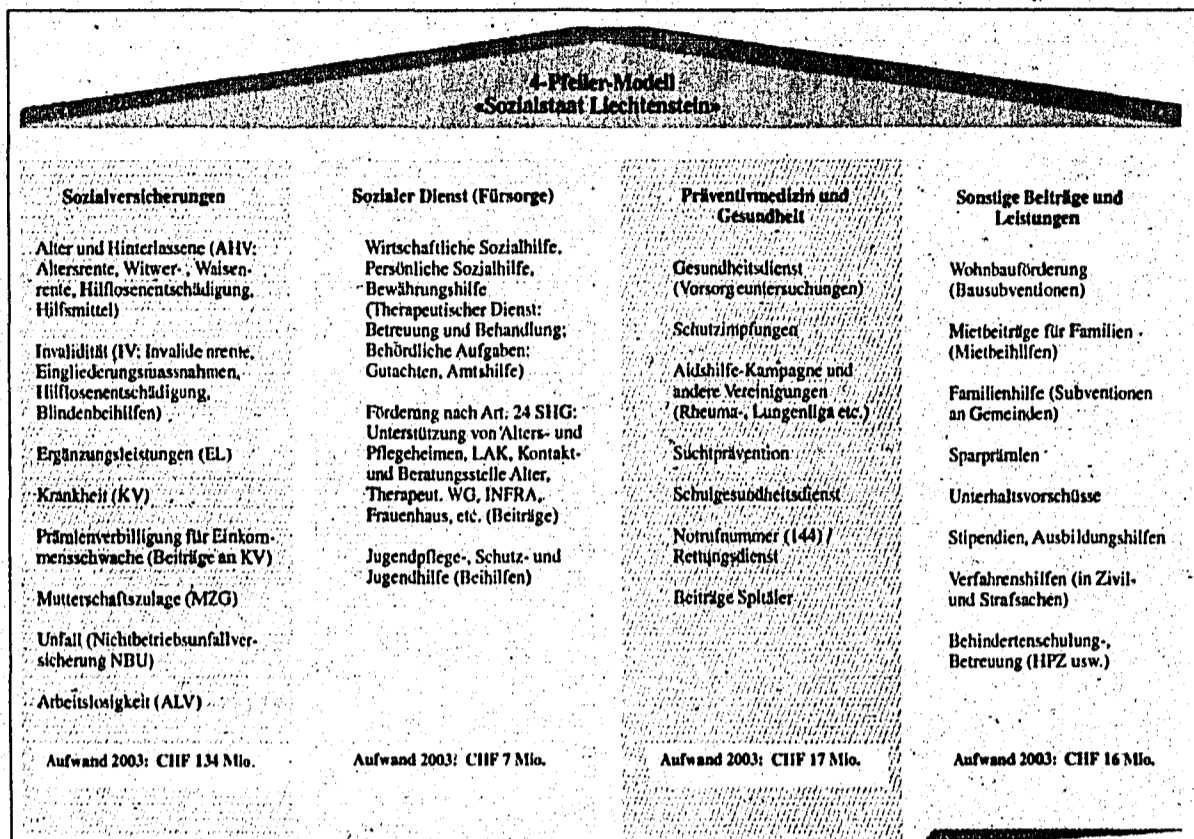 4-Pfeiler-Modell
«Sozialstaat Liechtenstein»
Sozialversicherungen
Alter und Hinterlassene (AHV:
Altersrente, Witwer-, Waisen-
rente, Hilflosenentschädigung,
Hilfsmittel)
Invalidität (IV: Invalide nrente,
Eingliederungsmassnahmen,
Hilflosenentschädigung,
Blindenbeihilfen)
Ergänzungsleistungen (EL)
Krankheit (KV)
Prämienverbilligung für Einkom-
mensschwache (Beiträge an KV)
Mutterschaftszulage (MZG)
Unfall (Nichtbetriebsunfallver-
sicherung NBU)
Arbeitslosigkeit (ALV)
Aufwand 2003: CHF 134 Mio.
Sozialer Dienst (Fürsorge)
Wirtschaftliche Sozialhilfe,
Persönliche Sozialhilfe,
Bewährungshilfe
(Therapeutischer Dienst:
Betreuung und Behandlung;
Behördliche Aufgaben:
Gutachten, Amtshilfe)
Förderung nach Art. 24 SHG:
Unterstützung von Alters- und
Pflegeheimen, LAK, Kontakt-
und Beratungsstelle Alter,
Therapeut. WG, INFRA,
Frauenhaus, etc. (Beiträge)
Jugendpflege-, Schutz- und
Jugendhilfe (Beihilfen)
Aufwand 2003: CHF 7 Mio.
Präventivmedizin und
Gesundheit
Gesundheitsdienst
(Vorsorgeuntersuchungen)
Schutzimpfungen
Aidshilfe-Kampagne und
andere Vereinigungen
(Rheuma-, Lungenliga etc.)
Suchtprävention
Schulgesundheitsdienst
Notrufnummer (144) /
Rettungsdienst
Beiträge Spitäler
Aufwand 2003: CHF 17 Mio.
Sonstige Beiträge und
Leistungen
Wohnbauförderung
(Bausubventionen)
Mietbeiträge für Familien
(Mietbeihilfen)
Familienhilfe (Subventionen
an Gemeinden)
Sparprämien
Unterhaltsvorschüsse
Stipendien, Ausbildungshilfen
Verfahrenshilfen (in Zivil-
und Strafsachen)
Behindertenschulung-,
Betreuung (HPZ usw.)
Aufwand 2003: CHF 16 Mio.